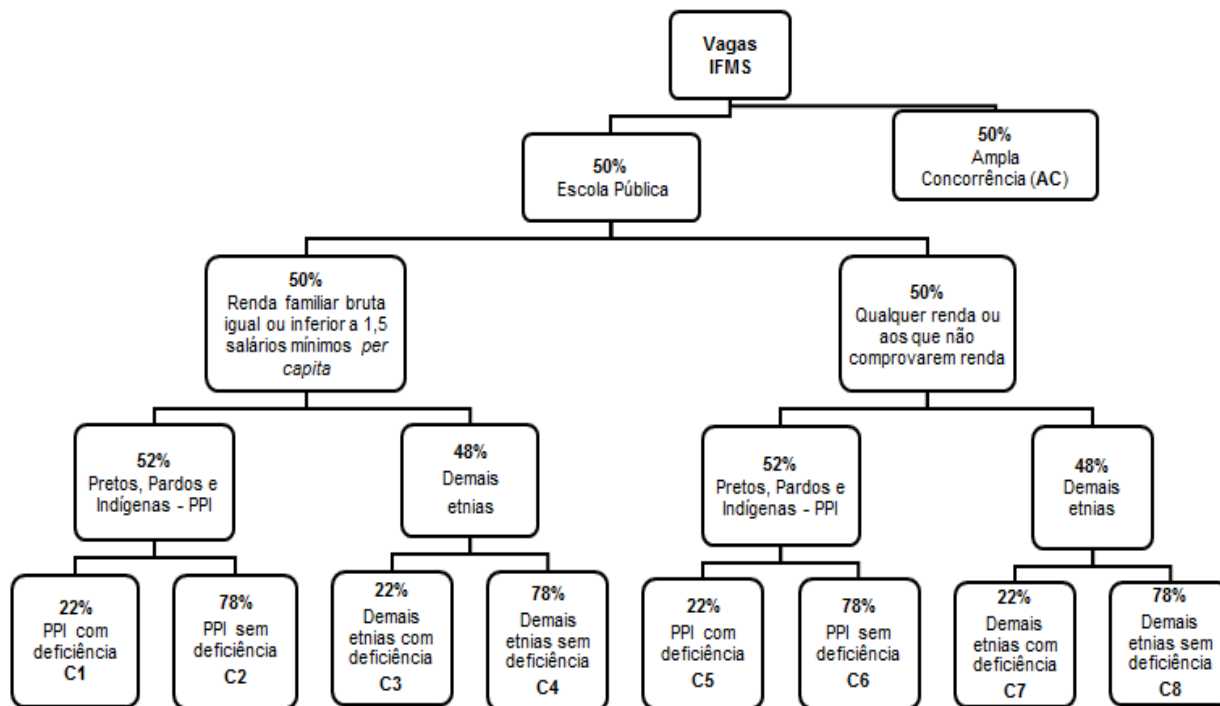 Vagas
IFMS
50%
Escola Pública
50%
Ampla
Concorrência (AC)
50%
Renda familiar bruta
igual ou inferior a 1,5
salários mínimos per
capita
50%
Qualquer renda ou
aos que não
comprovarem renda
52%
Pretos, Pardos e
Indígenas - PPI
48%
Demais
etnias
52%
Pretos, Pardos e
Indígenas - PPI
48%
Demais
etnias
22%
PPI com
deficiência
C1
78%
PPI sem
deficiência
C2
22%
Demais
etnias com
deficiência
C3
78%
Demais
etnias sem
deficiência
C4
22%
PPI com
deficiência
C5
78%
PPI sem
deficiência
C6
22%
Demais
etnias com
deficiência
C7
78%
Demais
etnias sem
deficiência
C8